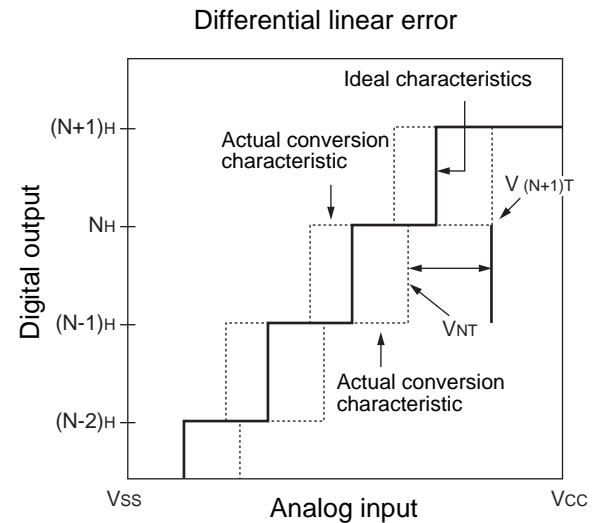 Differential linear error
Ideal characteristics
(N+1)H
Actual conversion
characteristic
V (N+1)T
NH
Digital output
(N-1)H
VNT
Actual conversion
characteristic
(N-2)H
VSS
Analog input
VCC